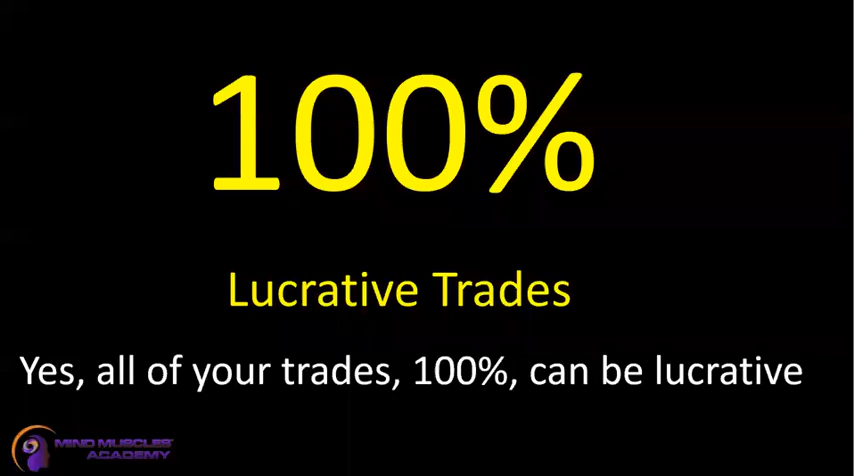 100%
Lucrative Trades
Yes, all of your trades, 100%, can be lucrative
MIND MUSCLES
ACADEMY